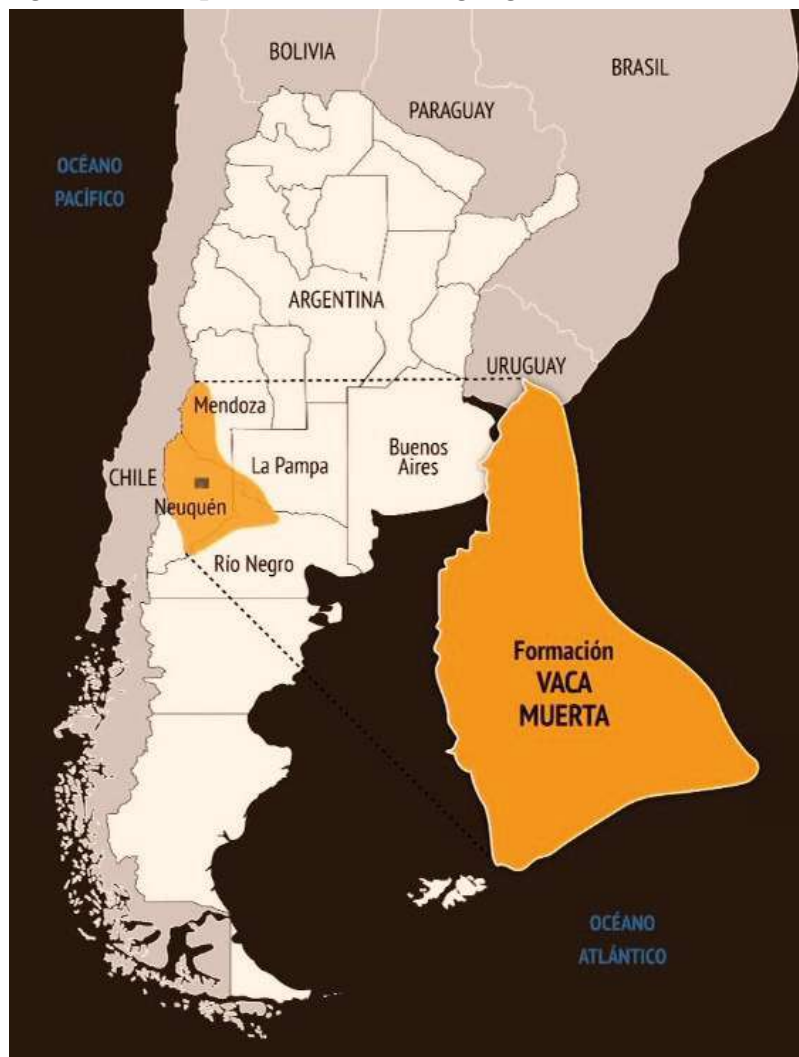 BOLIVIA
BRASIL
PARAGUAY
OCÉANO
PACÍFICO
ARGENTINA
URUGUAY
Mendoza
Buenos
Aires
La Pampa
CHILE
Neuquén
Río Negro
Formación
VACA
MUERTA
OCÉANO
ATLÁNTICO